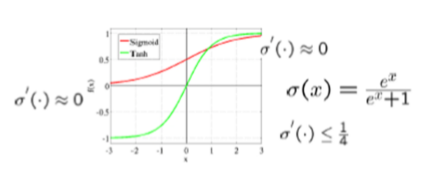 1
Sigmoid
Tanh
0.5
f(x)
0
-0.5
-1
-3 -2 -1 0 1 2 3
x
σ'(·) ≈ 0
σ'(·) ≈ 0
σ(x) = e^x / (e^x + 1)
σ'(·) ≤ 1/4